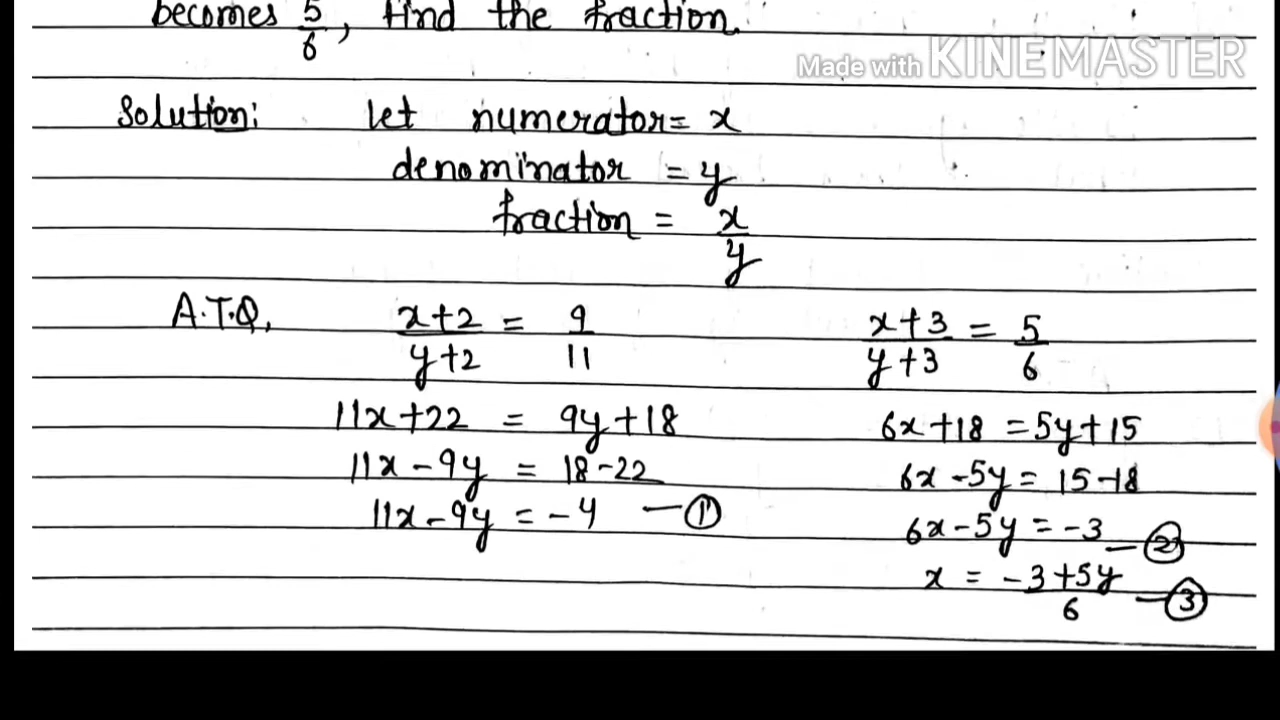 becomes 5/6, find the fraction.
Made with KINEMASTER
Solution: let numerator = x
denominator = y
fraction = x/y
A.T.Q, x+2/y+2 = 9/11 x+3/y+3 = 5/6
11x+22 = 9y+18 6x+18 = 5y+15
11x-9y = 18-22 6x-5y = 15-18
11x-9y = -4 — ① 6x-5y = -3 — ②
x = -3+5y/6 — ③